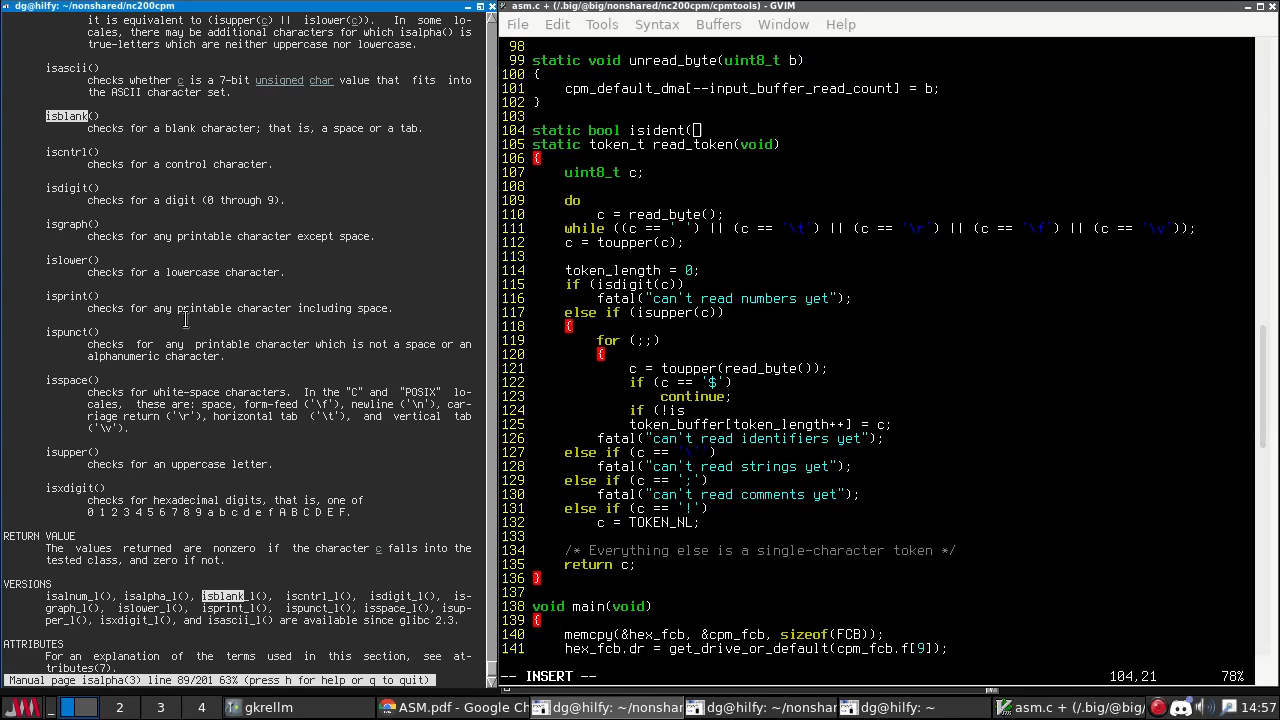 dg@hilfy: ~/nonshared/nc200cpm
it is equivalent to (isupper(c) || islower(c)). In some lo-
cales, there may be additional characters for which isalpha() is
true-letters which are neither uppercase nor lowercase.
isascii()
checks whether c is a 7-bit unsigned char value that fits into
the ASCII character set.
isblank()
checks for a blank character; that is, a space or a tab.
iscntrl()
checks for a control character.
isdigit()
checks for a digit (0 through 9).
isgraph()
checks for any printable character except space.
islower()
checks for a lowercase character.
isprint()
checks for any printable character including space.
ispunct()
checks for any printable character which is not a space or an
alphanumeric character.
isspace()
checks for white-space characters. In the "C" and "POSIX" lo-
cales, these are: space, form-feed ('\f'), newline ('\n'), car-
riage return ('\r'), horizontal tab ('\t'), and vertical tab
('\v').
isupper()
checks for an uppercase letter.
isxdigit()
checks for hexadecimal digits, that is, one of
0 1 2 3 4 5 6 7 8 9 a b c d e f A B C D E F.
RETURN VALUE
The values returned are nonzero if the character c falls into the
tested class, and zero if not.
VERSIONS
isalnum_l(), isalpha_l(), isblank_l(), iscntrl_l(), isdigit_l(), is-
graph_l(), islower_l(), isprint_l(), ispunct_l(), isspace_l(), isup-
per_l(), isxdigit_l(), and isascii_l() are available since glibc 2.3.
ATTRIBUTES
For an explanation of the terms used in this section, see at-
tributes(7).
Manual page isalpha(3) line 89/201 63% (press h for help or q to quit)
asm.c + (/.big/@big/nonshared/nc200cpm/cpmtools) - GVIM
File Edit Tools Syntax Buffers Window Help
98
99 static void unread_byte(uint8_t b)
100 {
101 cpm_default_dma[--input_buffer_read_count] = b;
102 }
103
104 static bool isident(
105 static token_t read_token(void)
106 {
107 uint8_t c;
108
109 do
110 c = read_byte();
111 while ((c == ' ') || (c == '\t') || (c == '\r') || (c == '\f') || (c == '\v'));
112 c = toupper(c);
113
114 token_length = 0;
115 if (isdigit(c))
116 fatal("can't read numbers yet");
117 else if (isupper(c))
118 {
119 for (;;)
120 {
121 c = toupper(read_byte());
122 if (c == '$')
123 continue;
124 if (!is
125 token_buffer[token_length++] = c;
126 fatal("can't read identifiers yet");
127 else if (c == '\'')
128 fatal("can't read strings yet");
129 else if (c == ';')
130 fatal("can't read comments yet");
131 else if (c == '!')
132 c = TOKEN_NL;
133
134 /* Everything else is a single-character token */
135 return c;
136 }
137
138 void main(void)
139 {
140 memcpy(&hex_fcb, &cpm_fcb, sizeof(FCB));
141 hex_fcb.dr = get_drive_or_default(cpm_fcb.f[9]);
-- INSERT -- 104,21 78%
2 3 4 gkrellm ASM.pdf - Google Ch dg@hilfy: ~/nonshar dg@hilfy: ~/nonshar dg@hilfy: ~ asm.c + (/.big/@big/ 14:57